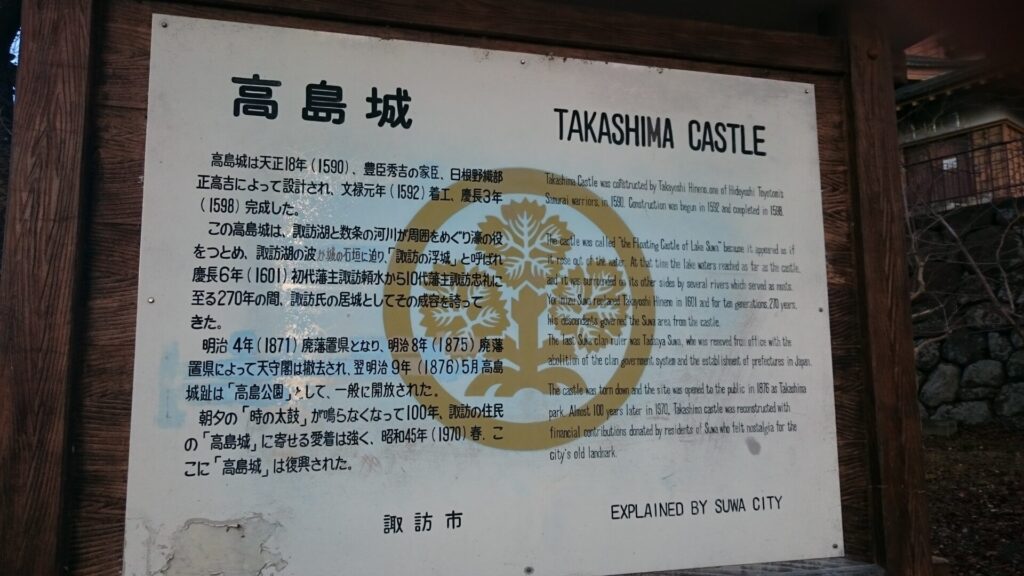 高島城
高島城は天正18年(1590)、豊臣秀吉の家臣、日根野織部
正高吉によって設計され、文禄元年(1592)着工、慶長3年
(1598)完成した。
この高島城は、諏訪湖と数条の河川が周囲をめぐり濠の役
をつとめ、諏訪湖の波が城の石垣に迫り、「諏訪の浮城」と呼ばれ
慶長6年(1601)初代藩主諏訪頼水から10代藩主諏訪忠礼に
至る270年の間、諏訪氏の居城としてその威容を誇って
きた。
明治4年(1871)廃藩置県となり、明治8年(1875)廃藩
置県によって天守閣は撤去され、翌明治9年(1876)5月高島
城趾は「高島公園」として、一般に開放された。
朝夕の「時の太鼓」が鳴らなくなって100年、諏訪の住民
の「高島城」に寄せる愛着は強く、昭和45年(1970)春、こ
こに「高島城」は復興された。
諏訪市
TAKASHIMA CASTLE
Takashima Castle was constructed by Takayoshi Hineno, one of Hideyoshi Toyotomi's
Samurai warriors, in 1590. Construction was begun in 1592 and completed in 1598.
The castle was called "the Floating Castle of Lake Suwa" because it appeared as if
it rose out of the water. At that time the lake waters reached as far as the castle,
and it was surrounded on its other sides by several rivers which served as moats.
Yorimizu Suwa replaced Takayoshi Hineno in 1601 and for ten generations, 270 years,
his descendents governed the Suwa area from the castle.
The last Suwa clan ruler was Tadaaya Suwa, who was removed from office with the
abolition of the clan government system and the establishment of prefectures in Japan.
The castle was torn down and the site was opened to the public in 1876 as Takashima
park. Almost 100 years later in 1970, Takashima castle was reconstructed with
financial contributions donated by residents of Suwa who felt nostalgia for the
city's old landmark.
EXPLAINED BY SUWA CITY